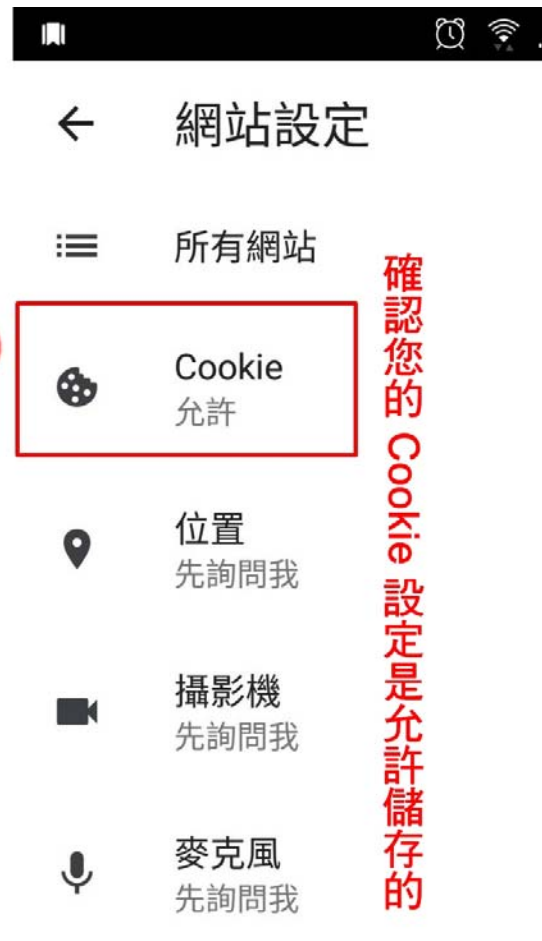 網站設定
所有網站
Cookie
允許
位置
先詢問我
攝影機
先詢問我
麥克風
先詢問我
確認您的 Cookie 設定是允許儲存的